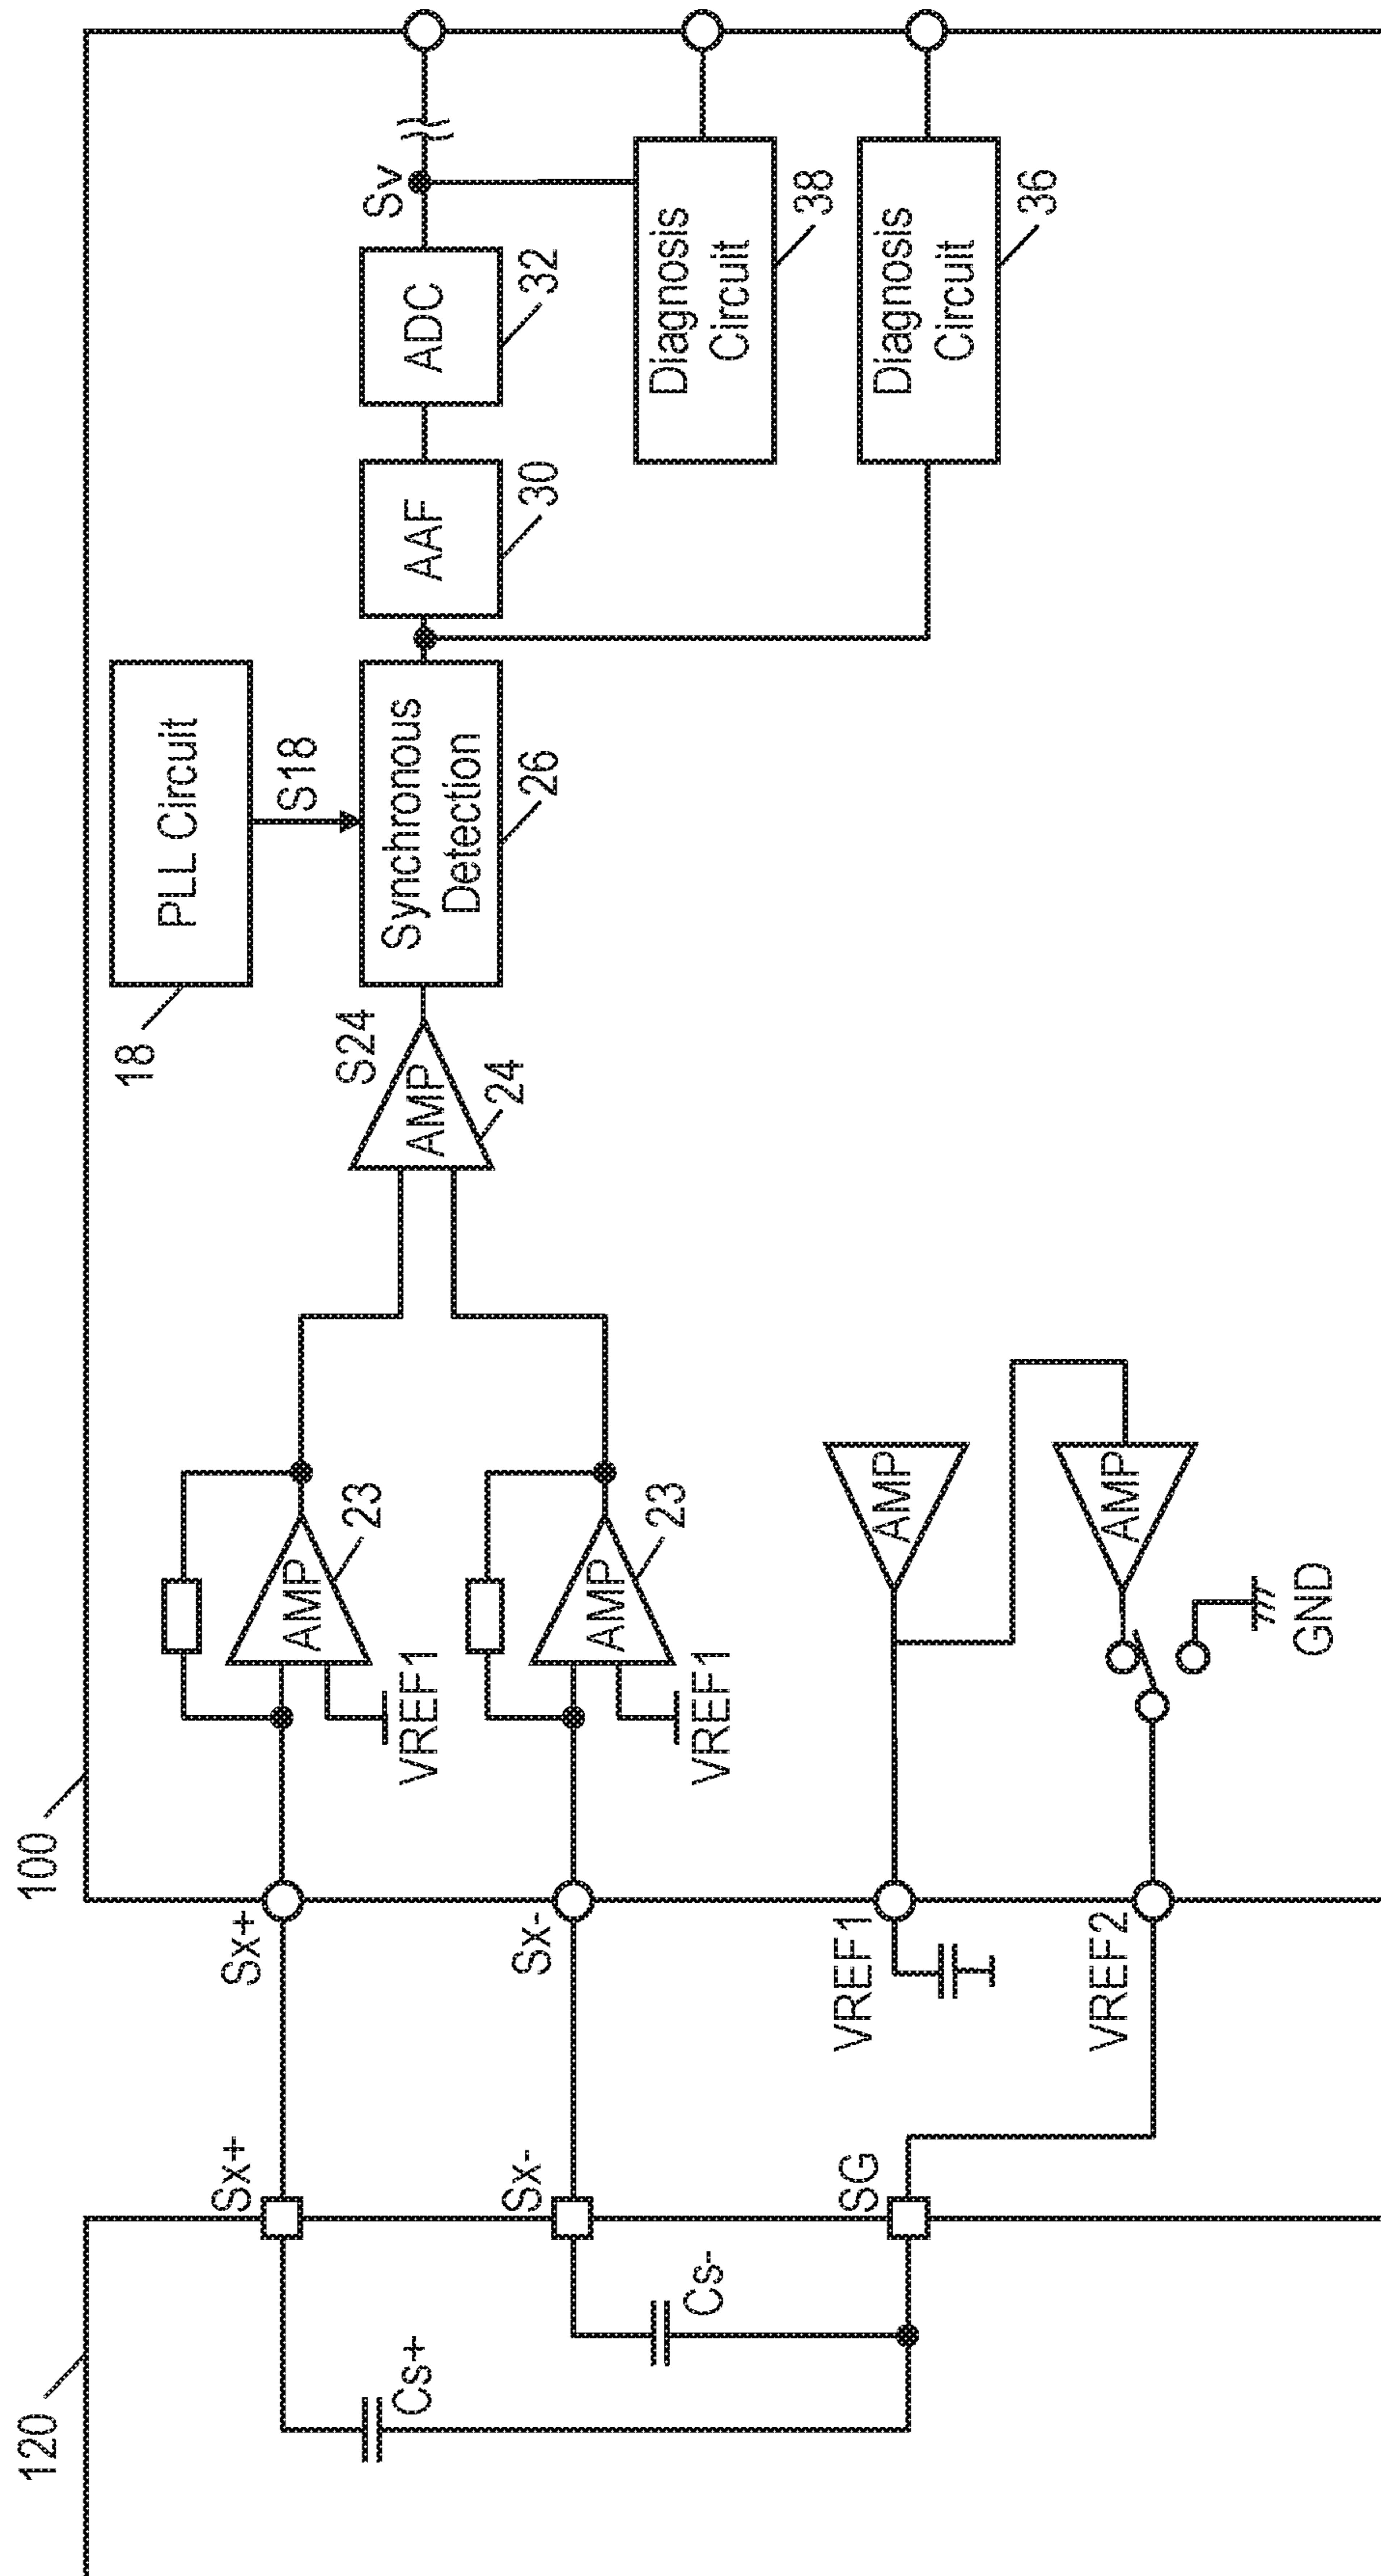 120
Cs+
Cs-
Sx+
Sx-
SG
100
Sx+
Sx-
VREF1
VREF2
VREF1
AMP
23
VREF1
AMP
23
AMP
AMP
GND
S24
AMP
24
18
PLL Circuit
S18
Synchronous
Detection
26
AAF
30
ADC
32
Sv
Diagnosis
Circuit
38
Diagnosis
Circuit
36